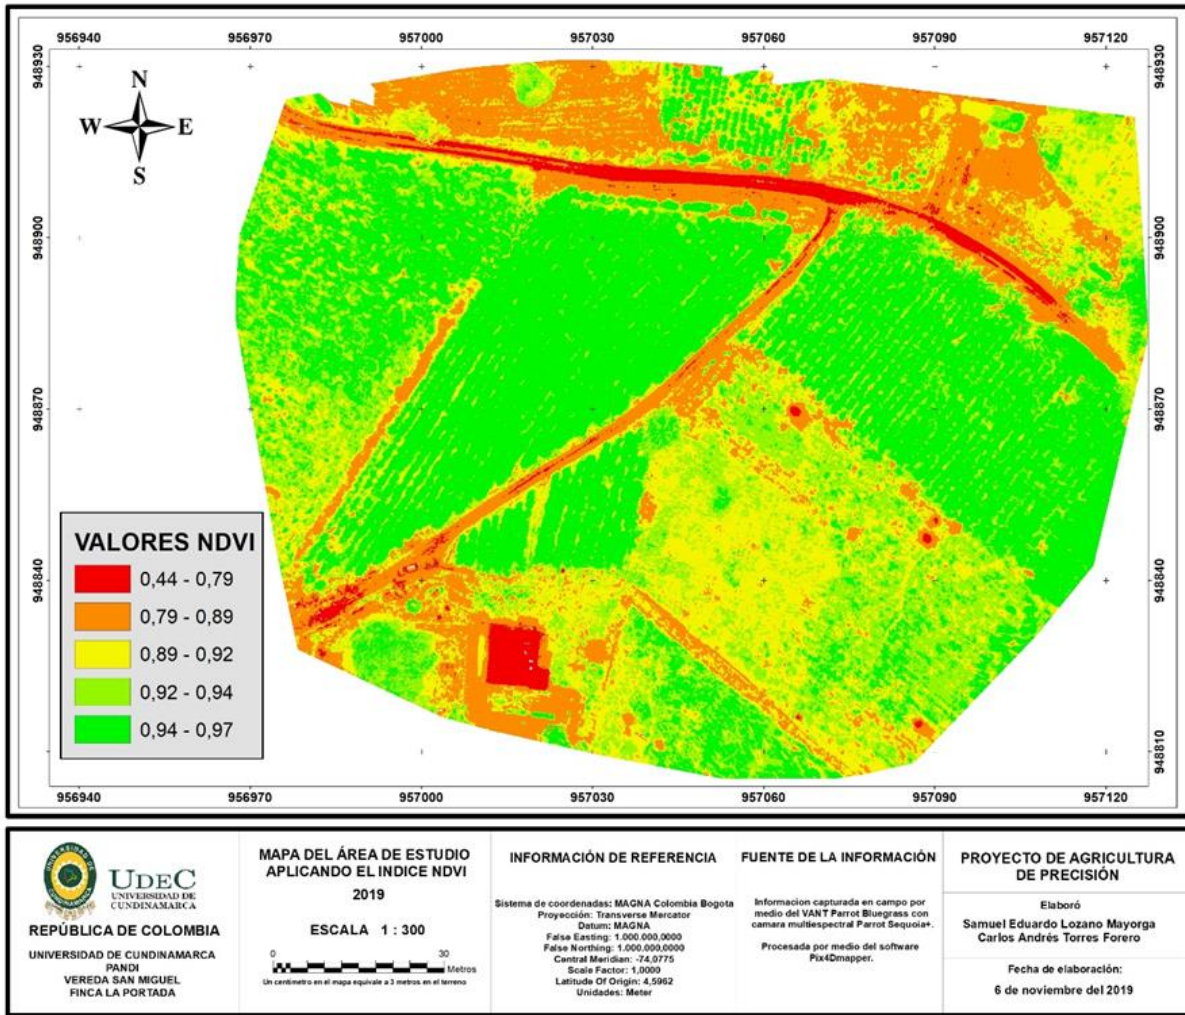 956940 956970 957000 957030 957060 957090 957120
948930 948930
N
W E
S
948900 948900
948870 948870
VALORES NDVI
0,44 - 0,79
0,79 - 0,89
0,89 - 0,92
0,92 - 0,94
0,94 - 0,97
948840 948840
948810
956940 956970 957000 957030 957060 957090 957120
UNIVERSIDAD DE CUNDINAMARCA
UDEC
UNIVERSIDAD DE
CUNDINAMARCA
REPÚBLICA DE COLOMBIA
UNIVERSIDAD DE CUNDINAMARCA
PANDI
VEREDA SAN MIGUEL
FINCA LA PORTADA
MAPA DEL ÁREA DE ESTUDIO
APLICANDO EL INDICE NDVI
2019
ESCALA 1 : 300
0 30
Metros
Un centimetro en el mapa equivale a 3 metros en el terreno
INFORMACIÓN DE REFERENCIA
Sistema de coordenadas: MAGNA Colombia Bogota
Proyección: Transverse Mercator
Datum: MAGNA
False Easting: 1.000.000,0000
False Northing: 1.000.000,0000
Central Meridian: -74,0775
Scale Factor: 1,0000
Latitude Of Origin: 4,5962
Unidades: Meter
FUENTE DE LA INFORMACIÓN
Informacion capturada en campo por
medio del VANT Parrot Bluegrass con
camara multiespectral Parrot Sequoia+.
Procesada por medio del software
Pix4Dmapper.
PROYECTO DE AGRICULTURA
DE PRECISIÓN
Elaboró
Samuel Eduardo Lozano Mayorga
Carlos Andrés Torres Forero
Fecha de elaboración:
6 de noviembre del 2019